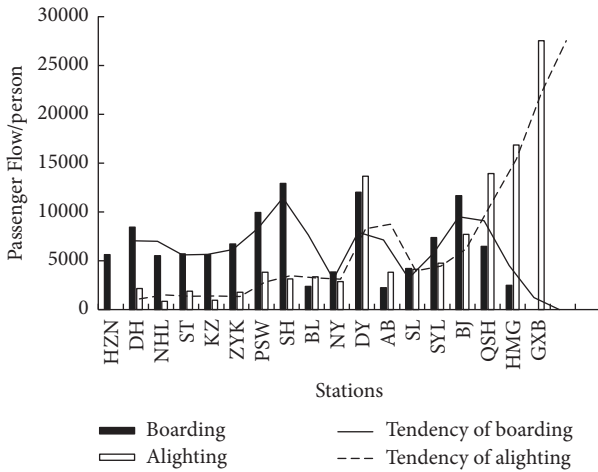 Passenger Flow/person
30000
25000
20000
15000
10000
5000
0
HZN DH NHL ST KZ ZYK PSW SH BL NY DY AB SL SYL BJ QSH HMG GXB
Stations
Boarding
Alighting
Tendency of boarding
Tendency of alighting